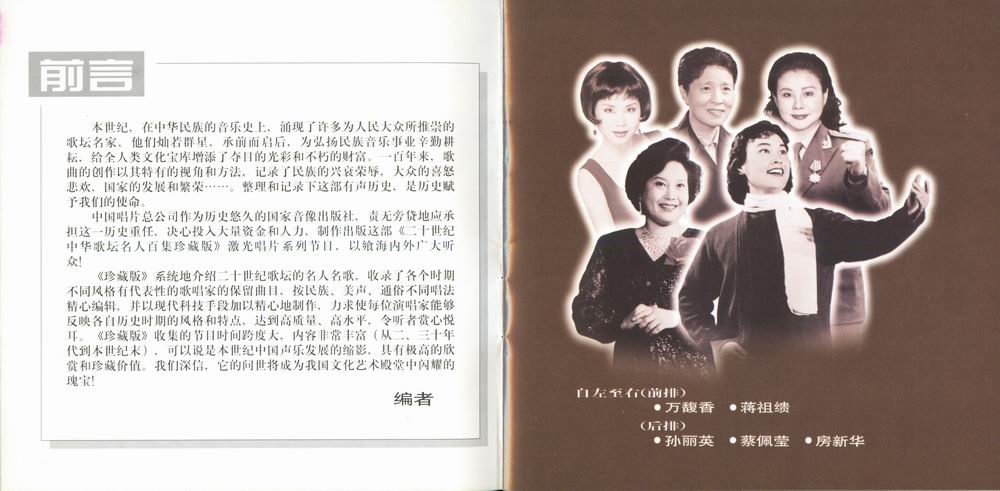 前言
本世纪，在中华民族的音乐史上，涌现了许多为人民大众所推崇的
歌坛名家，他们灿若群星，承前而启后，为弘扬民族音乐事业辛勤耕
耘，给全人类文化宝库增添了夺目的光彩和不朽的财富。一百年来，歌
曲的创作以其特有的视角和方法，记录了民族的兴衰荣辱，大众的喜怒
悲欢，国家的发展和繁荣……。整理和记录下这部有声历史，是历史赋
予我们的使命。
中国唱片总公司作为历史悠久的国家音像出版社，责无旁贷地应承
担这一历史重任，决心投入大量资金和人力，制作出版这部《二十世纪
中华歌坛名人百集珍藏版》激光唱片系列节目，以飨海内外广大听
众！
《珍藏版》系统地介绍二十世纪歌坛的名人名歌，收录了各个时期
不同风格有代表性的歌唱家的保留曲目，按民族、美声、通俗不同唱法
精心编辑，并以现代科技手段加以精心地制作，力求使每位演唱家能够
反映各自历史时期的风格和特点，达到高质量、高水平，令听者赏心悦
耳。《珍藏版》收集的节目时间跨度大，内容非常丰富（从二、三十年
代到本世纪末），可以说是本世纪中国声乐发展的缩影，具有极高的欣
赏和珍藏价值。我们深信，它的问世将成为我国文化艺术殿堂中闪耀的
瑰宝！
编者
自左至右(前排)
●万馥香 ●蒋祖缋
(后排)
●孙丽英 ●蔡佩莹 ●房新华